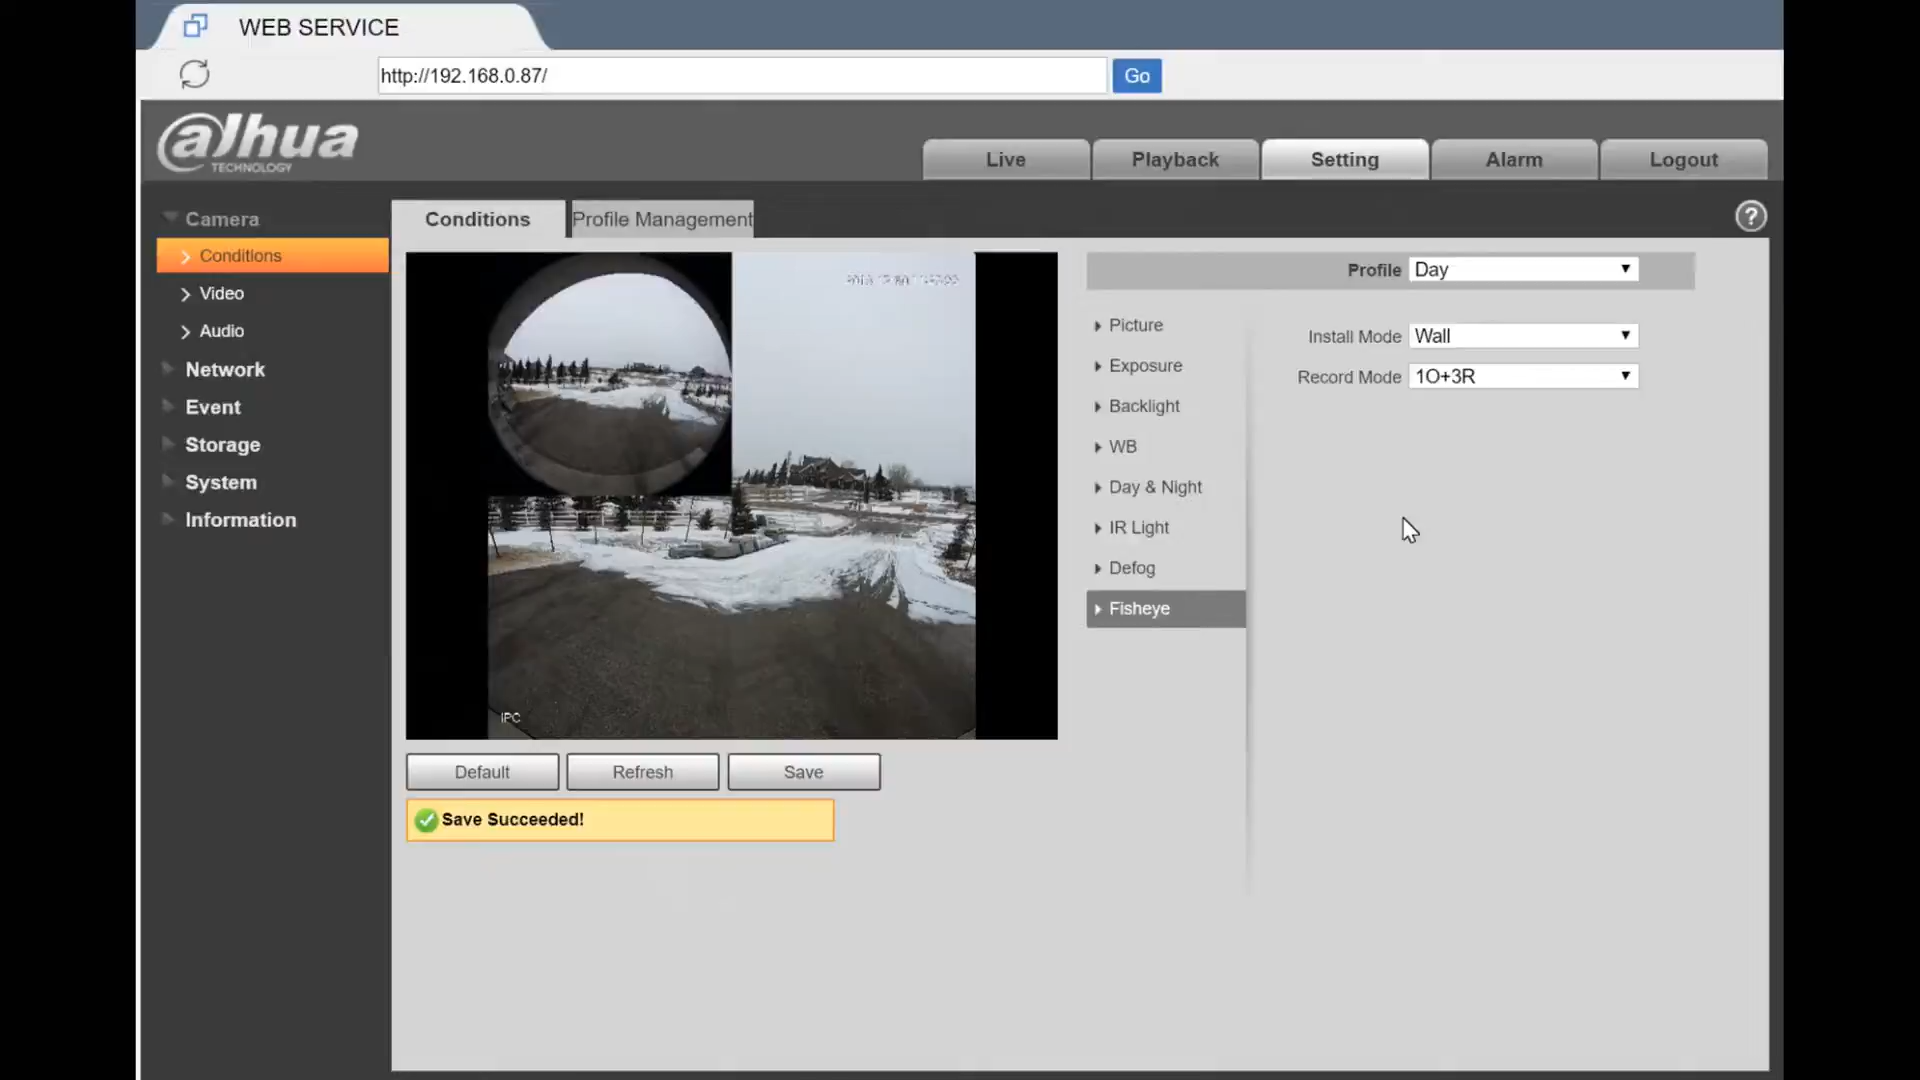 WEB SERVICE
http://192.168.0.87/
Go
alhua
TECHNOLOGY
Live
Playback
Setting
Alarm
Logout
Camera
Conditions
Video
Audio
Network
Event
Storage
System
Information
Conditions
Profile Management
?
IPC
Default
Refresh
Save
Save Succeeded!
Profile
Day
Picture
Exposure
Backlight
WB
Day & Night
IR Light
Defog
Fisheye
Install Mode
Wall
Record Mode
1O+3R